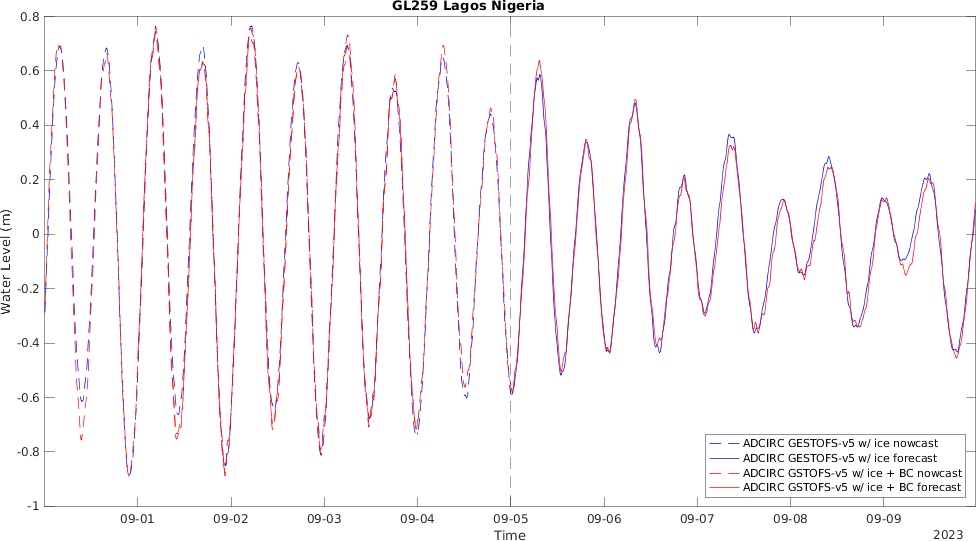 GL259 Lagos Nigeria
0.8
0.6
0.4
0.2
0
-0.2
-0.4
-0.6
-0.8
-1
Water Level (m)
09-01 09-02 09-03 09-04 09-05 09-06 09-07 09-08 09-09
Time
2023
ADCIRC GESTOFS-v5 w/ ice nowcast
ADCIRC GESTOFS-v5 w/ ice forecast
ADCIRC GSTOFS-v5 w/ ice + BC nowcast
ADCIRC GSTOFS-v5 w/ ice + BC forecast